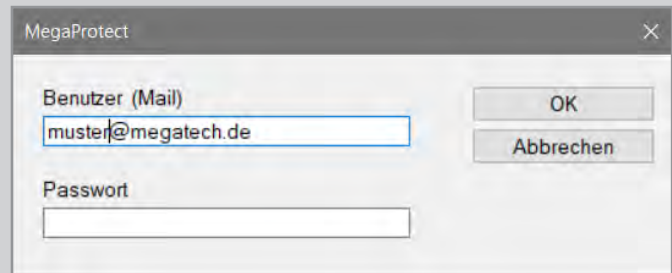 MegaProtect
Benutzer (Mail)
muster@megatech.de
Passwort
OK
Abbrechen